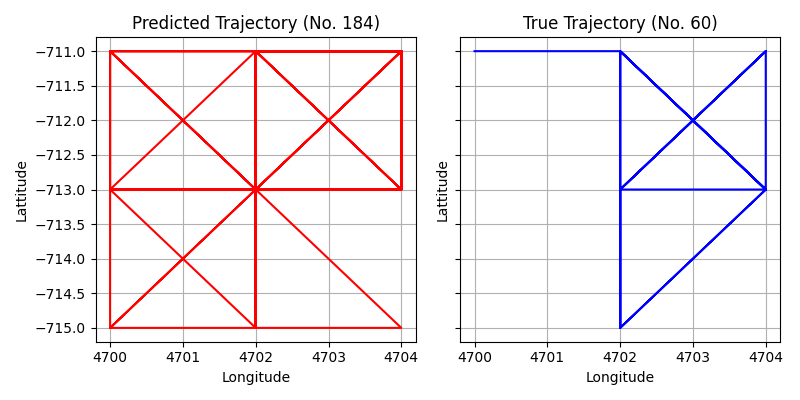 Predicted Trajectory (No. 184)
True Trajectory (No. 60)
−711.0
−711.5
−712.0
−712.5
−713.0
−713.5
−714.0
−714.5
−715.0
Lattitude
Lattitude
4700 4701 4702 4703 4704
4700 4701 4702 4703 4704
Longitude
Longitude